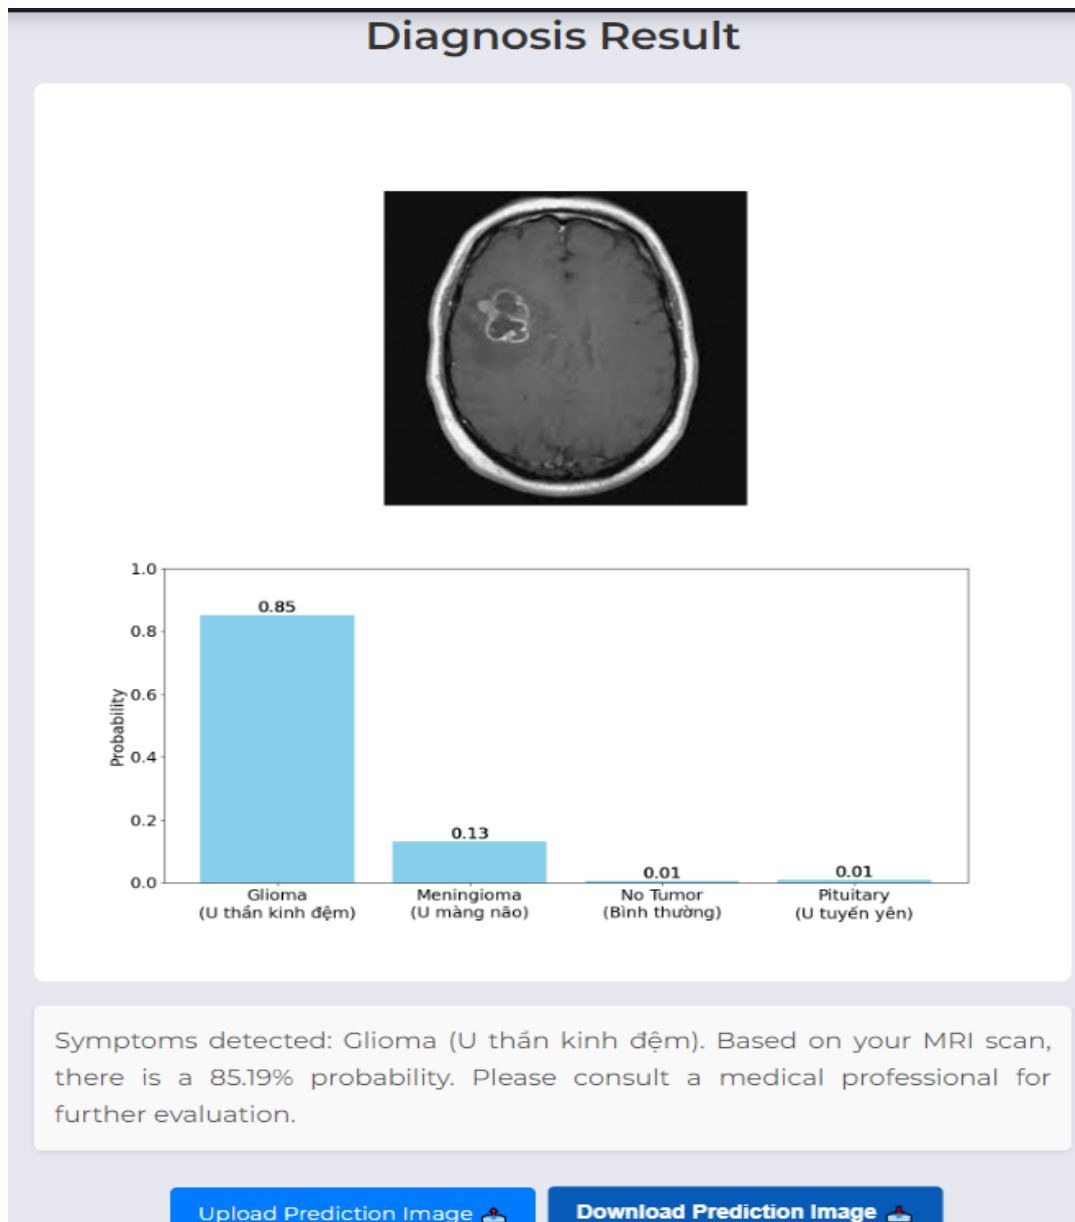 Diagnosis Result
1.0
0.8
0.6
0.4
0.2
0.0
Probability
0.85
0.13
0.01
0.01
Glioma
(U thần kinh đệm)
Meningioma
(U màng não)
No Tumor
(Bình thường)
Pituitary
(U tuyến yên)
Symptoms detected: Glioma (U thần kinh đệm). Based on your MRI scan,
there is a 85.19% probability. Please consult a medical professional for
further evaluation.
Upload Prediction Image
Download Prediction Image